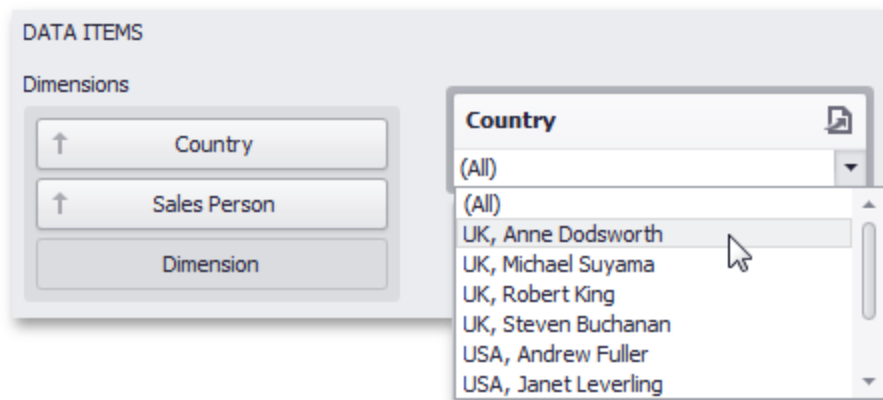 DATA ITEMS
Dimensions
Country
Sales Person
Dimension
Country
(All)
(All)
UK, Anne Dodsworth
UK, Michael Suyama
UK, Robert King
UK, Steven Buchanan
USA, Andrew Fuller
USA, Janet Leverling